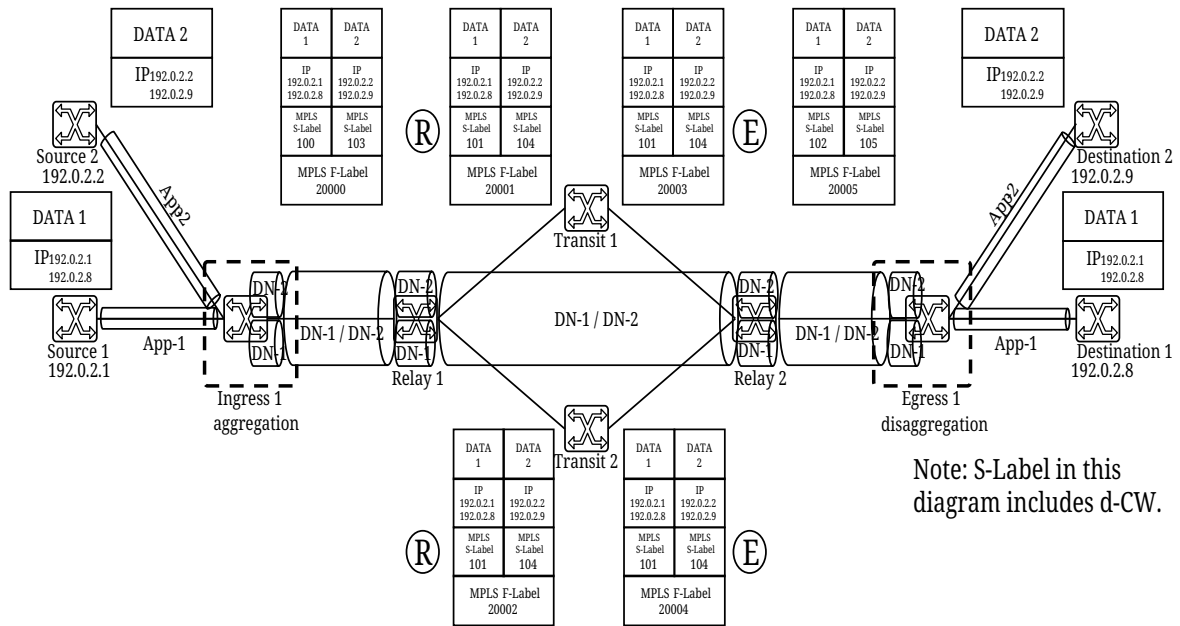 DATA 2
IP192.0.2.2
192.0.2.9
DATA
1
DATA
2
IP
192.0.2.1
192.0.2.8
IP
192.0.2.2
192.0.2.9
MPLS
S-Label
100
MPLS
S-Label
103
MPLS F-Label
20000
R
DATA
1
DATA
2
IP
192.0.2.1
192.0.2.8
IP
192.0.2.2
192.0.2.9
MPLS
S-Label
101
MPLS
S-Label
104
MPLS F-Label
20001
DATA
1
DATA
2
IP
192.0.2.1
192.0.2.8
IP
192.0.2.2
192.0.2.9
MPLS
S-Label
101
MPLS
S-Label
104
MPLS F-Label
20003
E
DATA
1
DATA
2
IP
192.0.2.1
192.0.2.8
IP
192.0.2.2
192.0.2.9
MPLS
S-Label
102
MPLS
S-Label
105
MPLS F-Label
20005
DATA 2
IP192.0.2.2
192.0.2.9
Source 2
192.0.2.2
App2
DATA 1
IP192.0.2.1
192.0.2.8
Transit 1
App2
Destination 2
192.0.2.9
DATA 1
IP192.0.2.1
192.0.2.8
DN-2
DN-2
DN-2
DN-2
DN-1 / DN-2
DN-1 / DN-2
DN-1 / DN-2
DN-1
DN-1
DN-1
DN-1
Source 1
192.0.2.1
App-1
App-1
Destination 1
192.0.2.8
Ingress 1
aggregation
Relay 1
Relay 2
Egress 1
disaggregation
Transit 2
R
DATA
1
DATA
2
IP
192.0.2.1
192.0.2.8
IP
192.0.2.2
192.0.2.9
MPLS
S-Label
101
MPLS
S-Label
104
MPLS F-Label
20002
DATA
1
DATA
2
IP
192.0.2.1
192.0.2.8
IP
192.0.2.2
192.0.2.9
MPLS
S-Label
101
MPLS
S-Label
104
MPLS F-Label
20004
E
Note: S-Label in this
diagram includes d-CW.